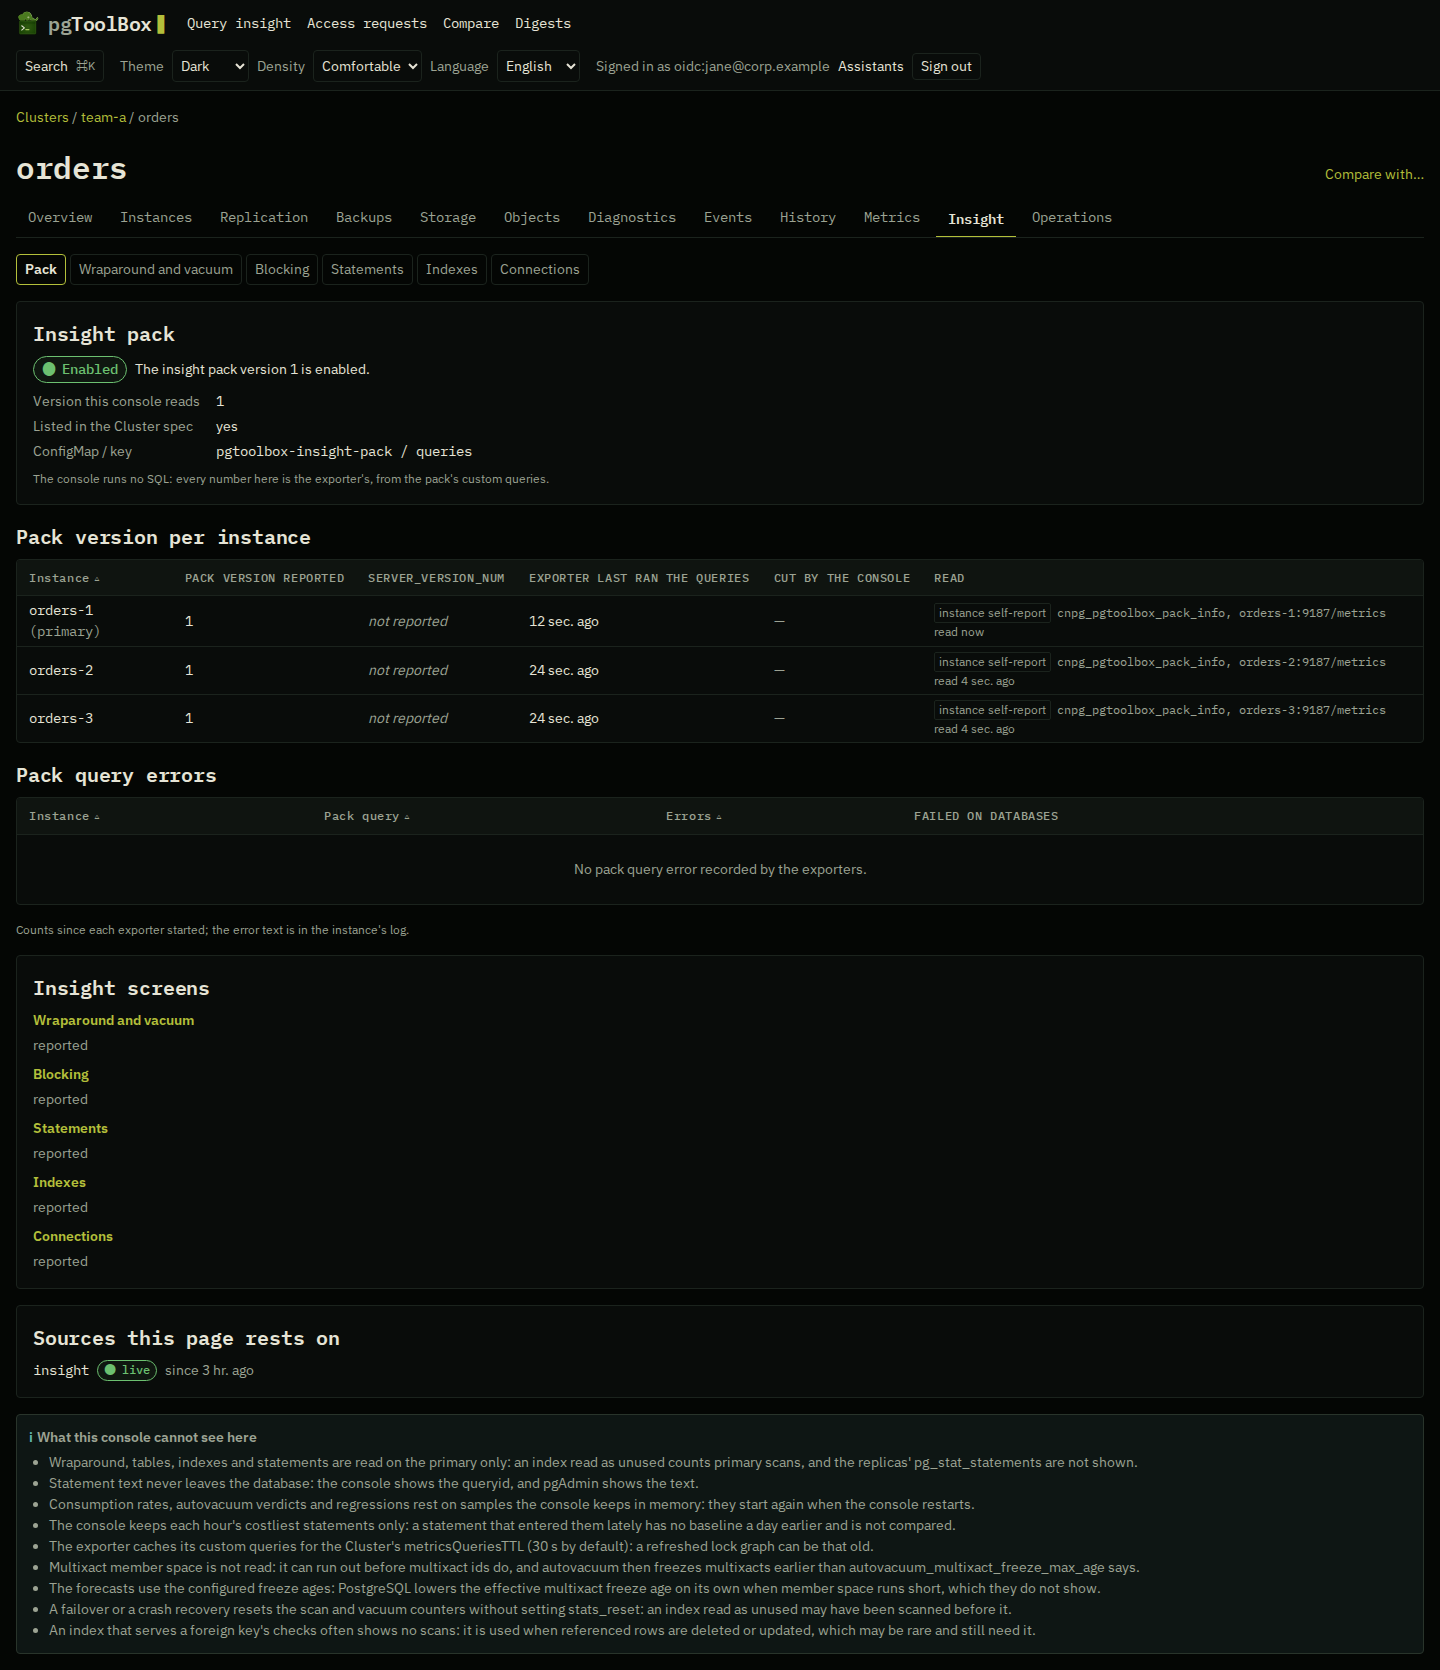 pgToolBox Query insight Access requests Compare Digests
Search ⌘K Theme Dark Density Comfortable Language English Signed in as oidc:jane@corp.example Assistants Sign out
Clusters / team-a / orders
orders
Compare with...
Overview Instances Replication Backups Storage Objects Diagnostics Events History Metrics Insight Operations
Pack Wraparound and vacuum Blocking Statements Indexes Connections
Insight pack
Enabled The insight pack version 1 is enabled.
Version this console reads 1
Listed in the Cluster spec yes
ConfigMap / key pgtoolbox-insight-pack / queries
The console runs no SQL: every number here is the exporter's, from the pack's custom queries.
Pack version per instance
Instance PACK VERSION REPORTED SERVER_VERSION_NUM EXPORTER LAST RAN THE QUERIES CUT BY THE CONSOLE READ
orders-1 (primary) 1 not reported 12 sec. ago — instance self-report cnpg_pgtoolbox_pack_info, orders-1:9187/metrics
read now
orders-2 1 not reported 24 sec. ago — instance self-report cnpg_pgtoolbox_pack_info, orders-2:9187/metrics
read 4 sec. ago
orders-3 1 not reported 24 sec. ago — instance self-report cnpg_pgtoolbox_pack_info, orders-3:9187/metrics
read 4 sec. ago
Pack query errors
Instance Pack query Errors FAILED ON DATABASES
No pack query error recorded by the exporters.
Counts since each exporter started; the error text is in the instance's log.
Insight screens
Wraparound and vacuum
reported
Blocking
reported
Statements
reported
Indexes
reported
Connections
reported
Sources this page rests on
insight live since 3 hr. ago
i What this console cannot see here
• Wraparound, tables, indexes and statements are read on the primary only: an index read as unused counts primary scans, and the replicas' pg_stat_statements are not shown.
• Statement text never leaves the database: the console shows the queryid, and pgAdmin shows the text.
• Consumption rates, autovacuum verdicts and regressions rest on samples the console keeps in memory: they start again when the console restarts.
• The console keeps each hour's costliest statements only: a statement that entered them lately has no baseline a day earlier and is not compared.
• The exporter caches its custom queries for the Cluster's metricsQueriesTTL (30 s by default): a refreshed lock graph can be that old.
• Multixact member space is not read: it can run out before multixact ids do, and autovacuum then freezes multixacts earlier than autovacuum_multixact_freeze_max_age says.
• The forecasts use the configured freeze ages: PostgreSQL lowers the effective multixact freeze age on its own when member space runs short, which they do not show.
• A failover or a crash recovery resets the scan and vacuum counters without setting stats_reset: an index read as unused may have been scanned before it.
• An index that serves a foreign key's checks often shows no scans: it is used when referenced rows are deleted or updated, which may be rare and still need it.